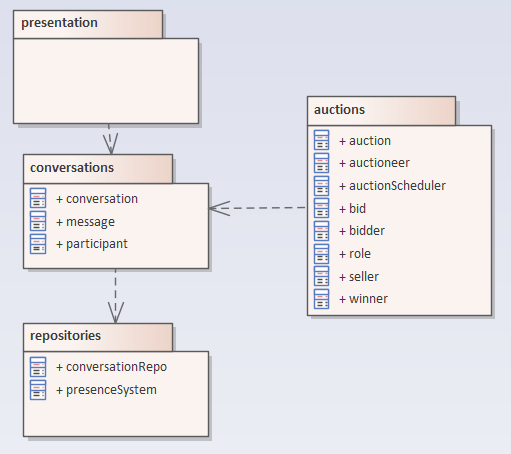 presentation
conversations
+ conversation
+ message
+ participant
repositories
+ conversationRepo
+ presenceSystem
auctions
+ auction
+ auctioneer
+ auctionScheduler
+ bid
+ bidder
+ role
+ seller
+ winner